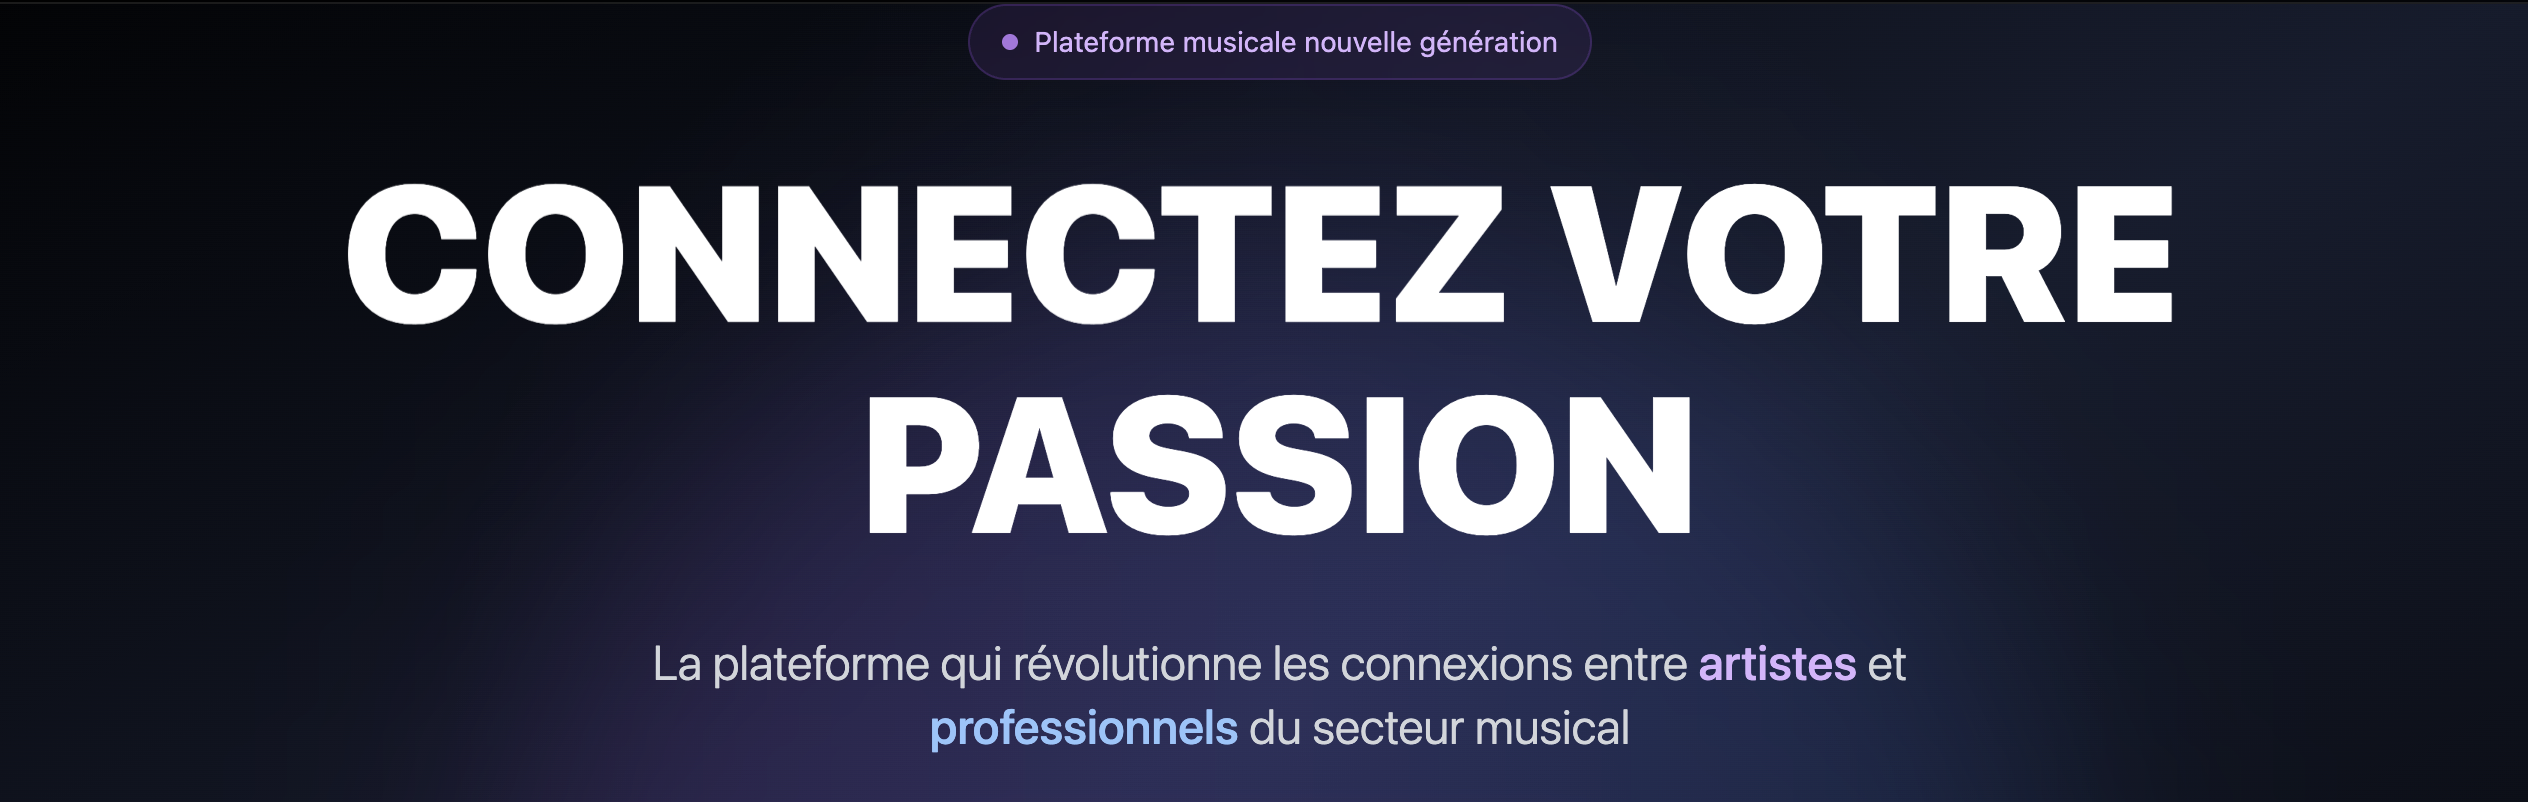 Plateforme musicale nouvelle génération
CONNECTEZ VOTRE
PASSION
La plateforme qui révolutionne les connexions entre artistes et
professionnels du secteur musical